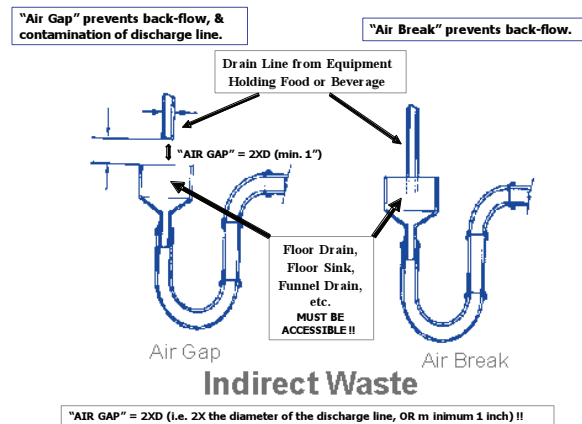 “Air Gap” prevents back-flow, &
contamination of discharge line.
“Air Break” prevents back-flow.
Drain Line from Equipment
Holding Food or Beverage
“AIR GAP” = 2XD (min. 1”)
Floor Drain,
Floor Sink,
Funnel Drain,
etc.
MUST BE
ACCESSIBLE !!
Air Gap
Air Break
Indirect Waste
“AIR GAP” = 2XD (i.e. 2X the diameter of the discharge line, OR m inimum 1 inch) !!